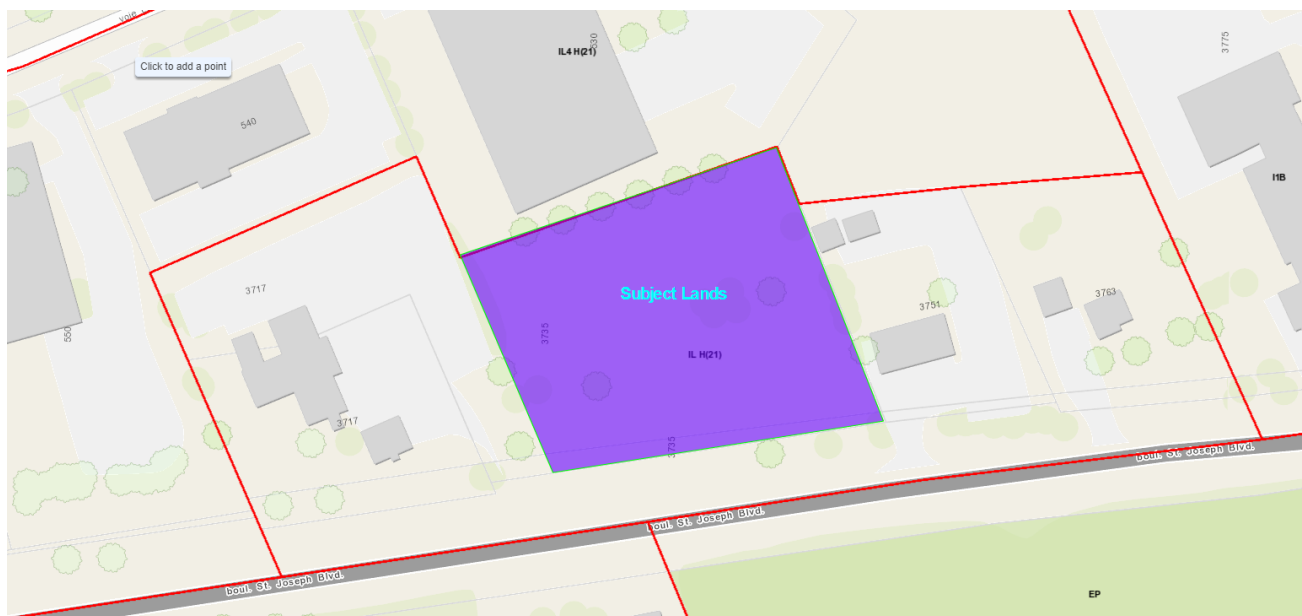 IL4 H(21)
630
3775
Click to add a point
540
I1B
3717
Subject Lands
3763
3751
550
3735
IL H(21)
3717
3735
boul. St. Joseph Blvd.
boul. St. Joseph Blvd.
boul. St. Joseph Blvd.
EP